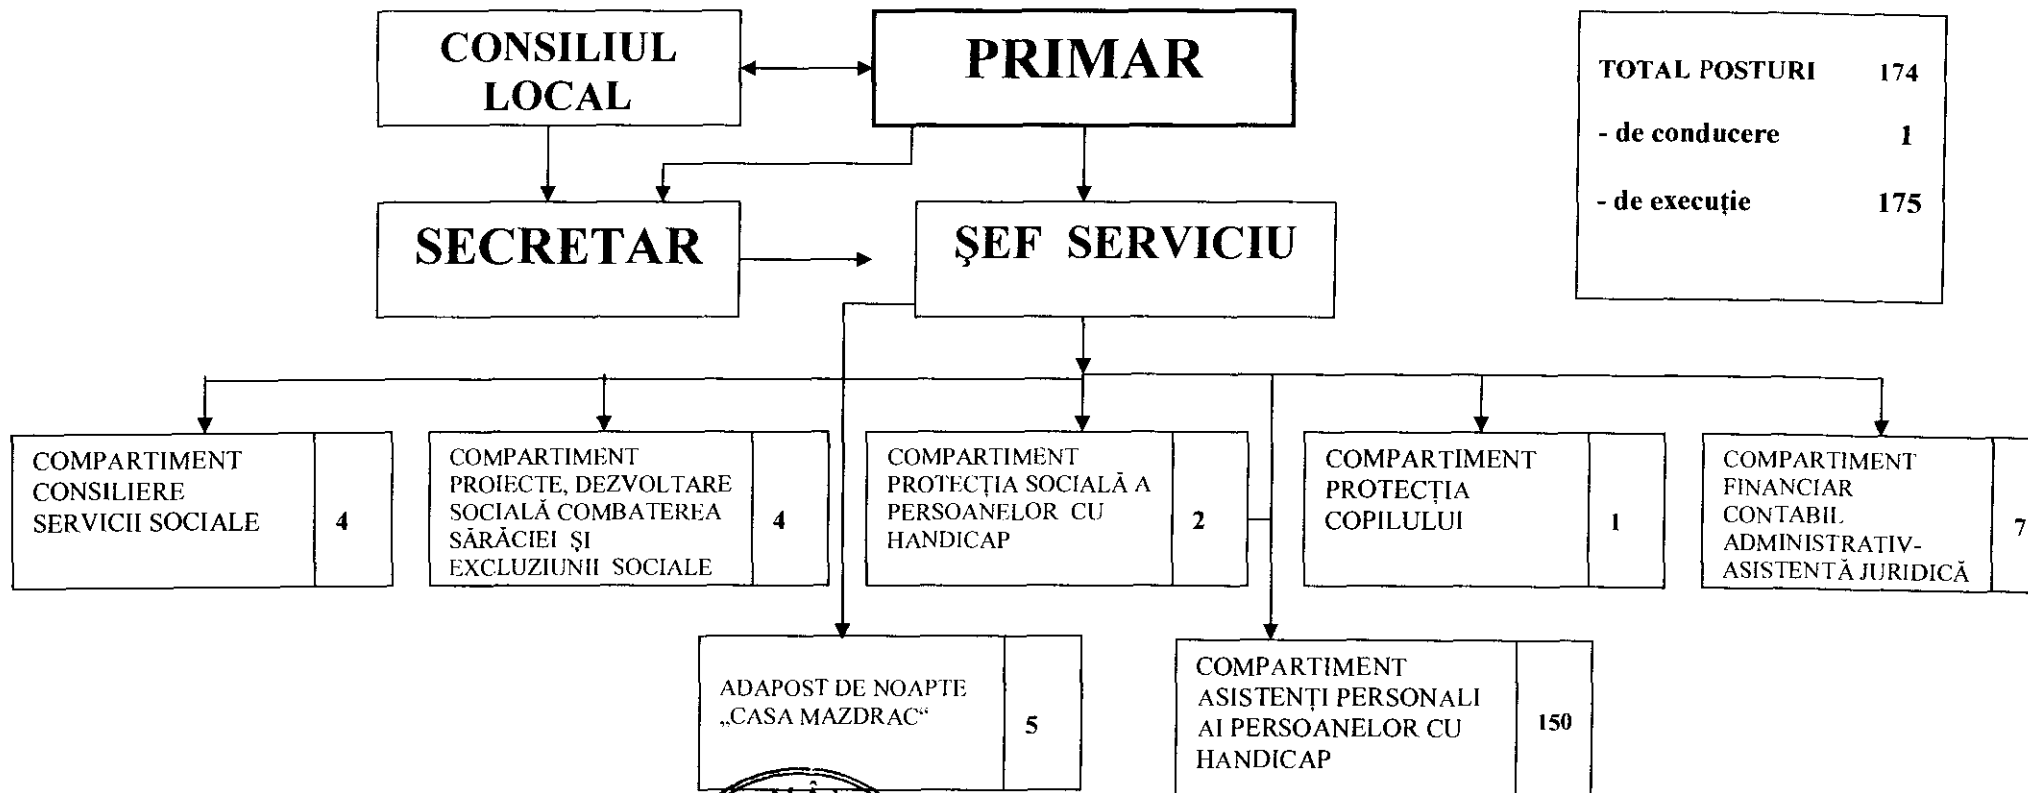 CONSILIUL
LOCAL
PRIMAR
TOTAL POSTURI 174
- de conducere 1
- de execuție 175
SECRETAR
ŞEF SERVICIU
COMPARTIMENT
CONSILIERE
SERVICII SOCIALE
4
COMPARTIMENT
PROIECTE, DEZVOLTARE
SOCIALĂ COMBATEREA
SĂRĂCIEI ȘI
EXCLUZIUNII SOCIALE
4
COMPARTIMENT
PROTECȚIA SOCIALĂ A
PERSOANELOR CU
HANDICAP
2
COMPARTIMENT
PROTECȚIA
COPILULUI
1
COMPARTIMENT
FINANCIAR
CONTABIL
ADMINISTRATIV-
ASISTENTĂ JURIDICĂ
7
ADAPOST DE NOAPTE
„CASA MAZDRAC“
5
COMPARTIMENT
ASISTENȚI PERSONALI
AI PERSOANELOR CU
HANDICAP
150